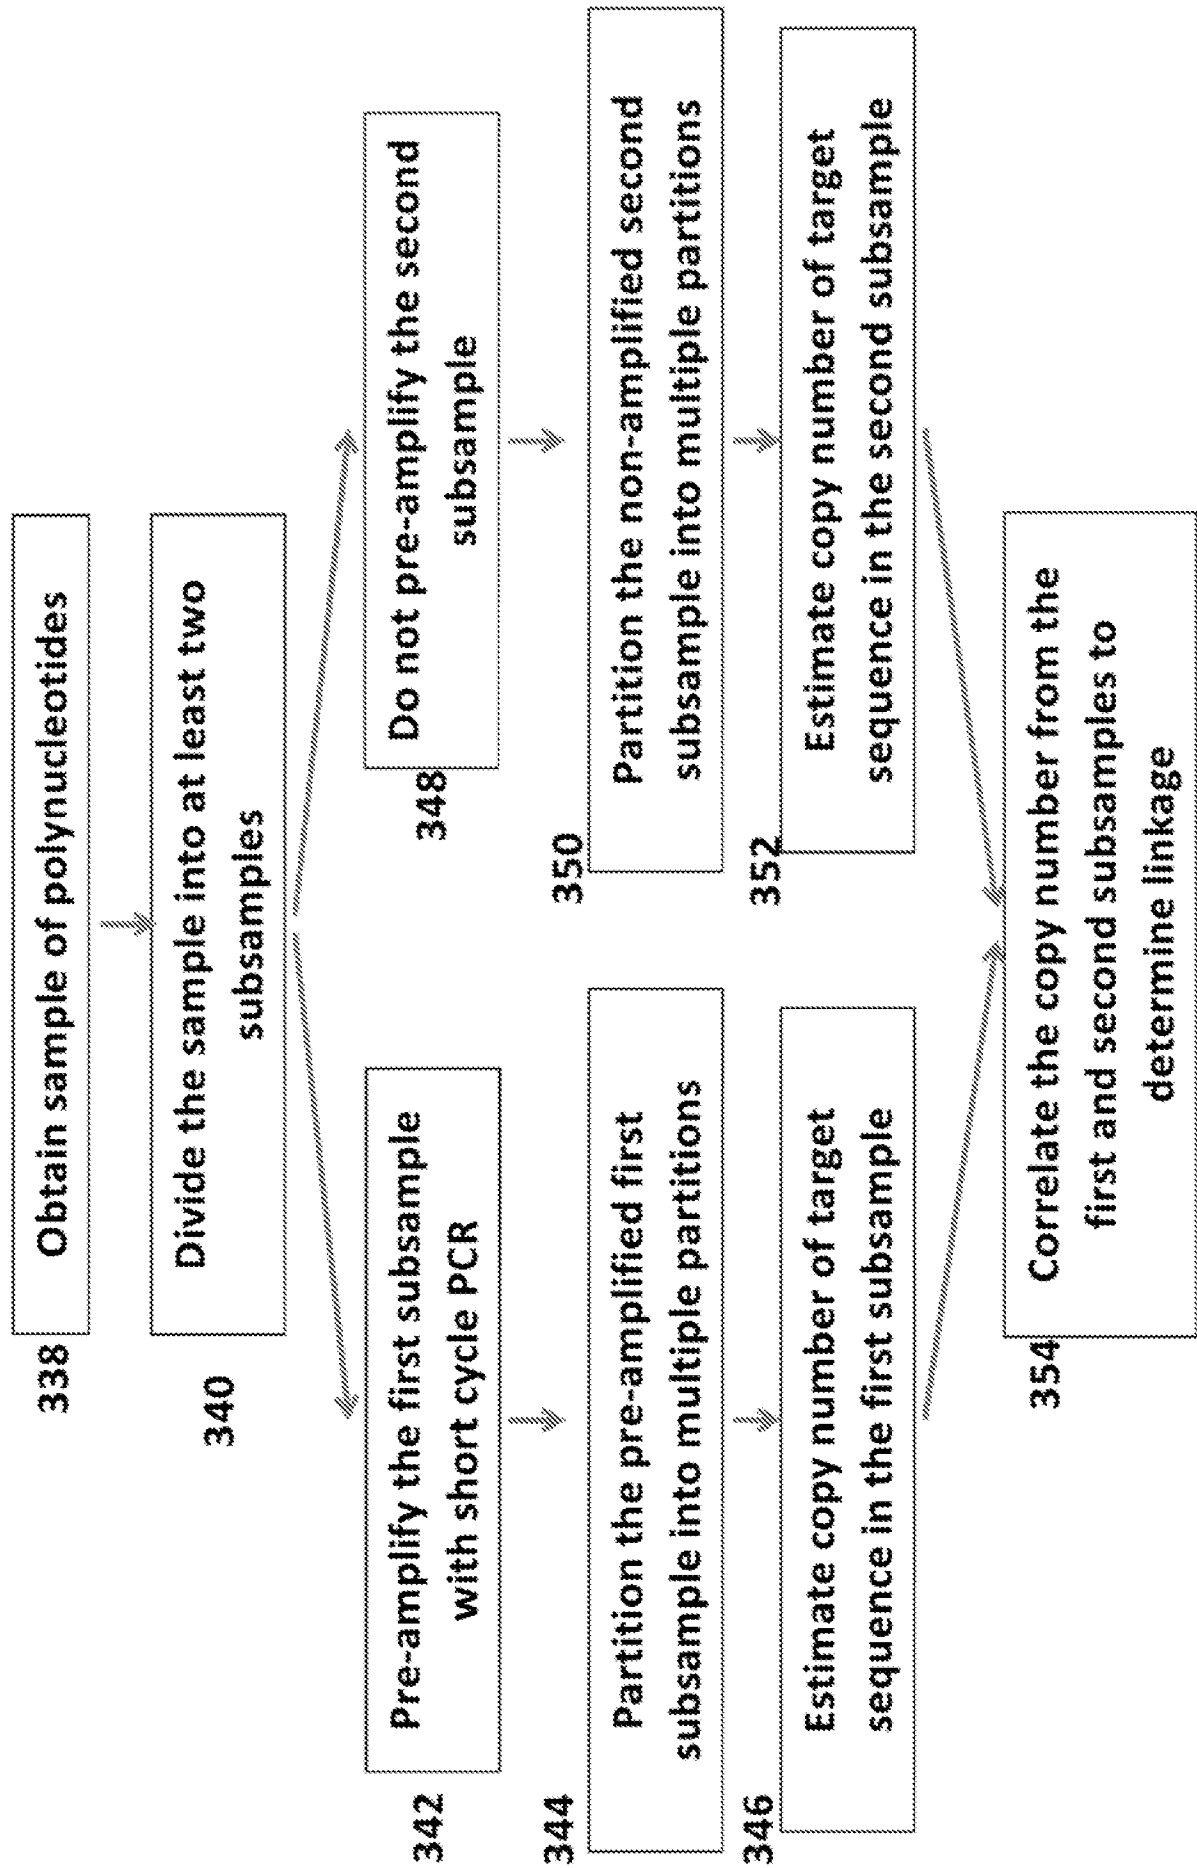 338
Obtain sample of polynucleotides
340
Divide the sample into at least two
subsamples
342
Pre-amplify the first subsample
with short cycle PCR
348
Do not pre-amplify the second
subsample
344
Partition the pre-amplified first
subsample into multiple partitions
350
Partition the non-amplified second
subsample into multiple partitions
346
Estimate copy number of target
sequence in the first subsample
352
Estimate copy number of target
sequence in the second subsample
354
Correlate the copy number from the
first and second subsamples to
determine linkage